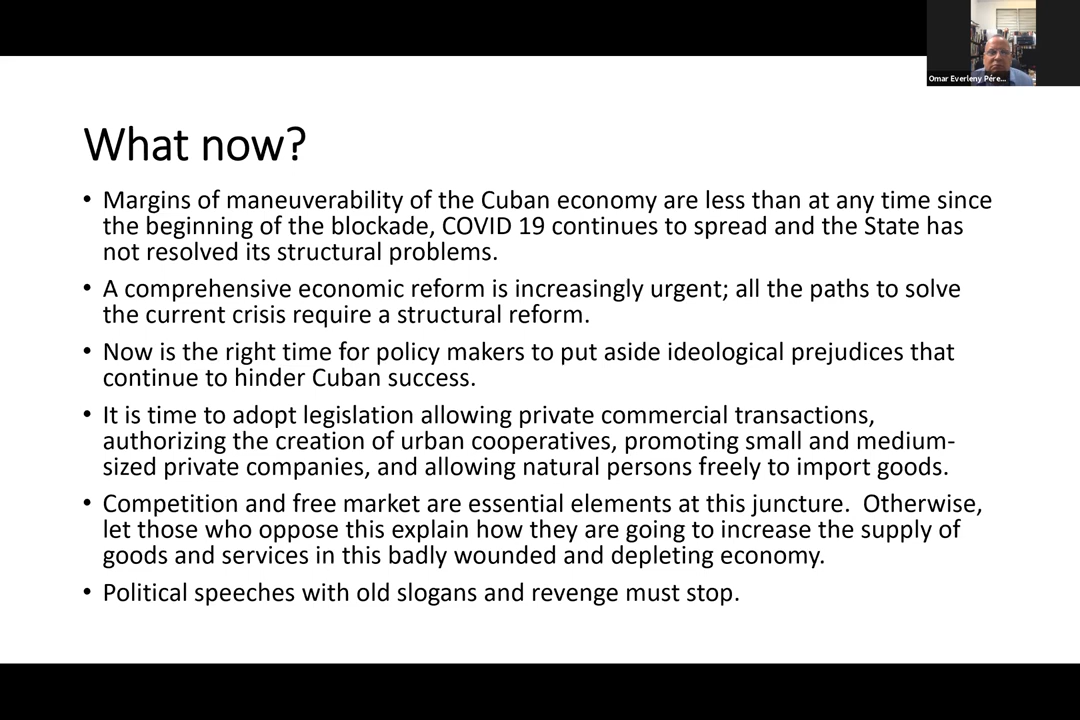 Omar Everleny Pére...
What now?
• Margins of maneuverability of the Cuban economy are less than at any time since
the beginning of the blockade, COVID 19 continues to spread and the State has
not resolved its structural problems.
• A comprehensive economic reform is increasingly urgent; all the paths to solve
the current crisis require a structural reform.
• Now is the right time for policy makers to put aside ideological prejudices that
continue to hinder Cuban success.
• It is time to adopt legislation allowing private commercial transactions,
authorizing the creation of urban cooperatives, promoting small and medium-
sized private companies, and allowing natural persons freely to import goods.
• Competition and free market are essential elements at this juncture.  Otherwise,
let those who oppose this explain how they are going to increase the supply of
goods and services in this badly wounded and depleting economy.
• Political speeches with old slogans and revenge must stop.